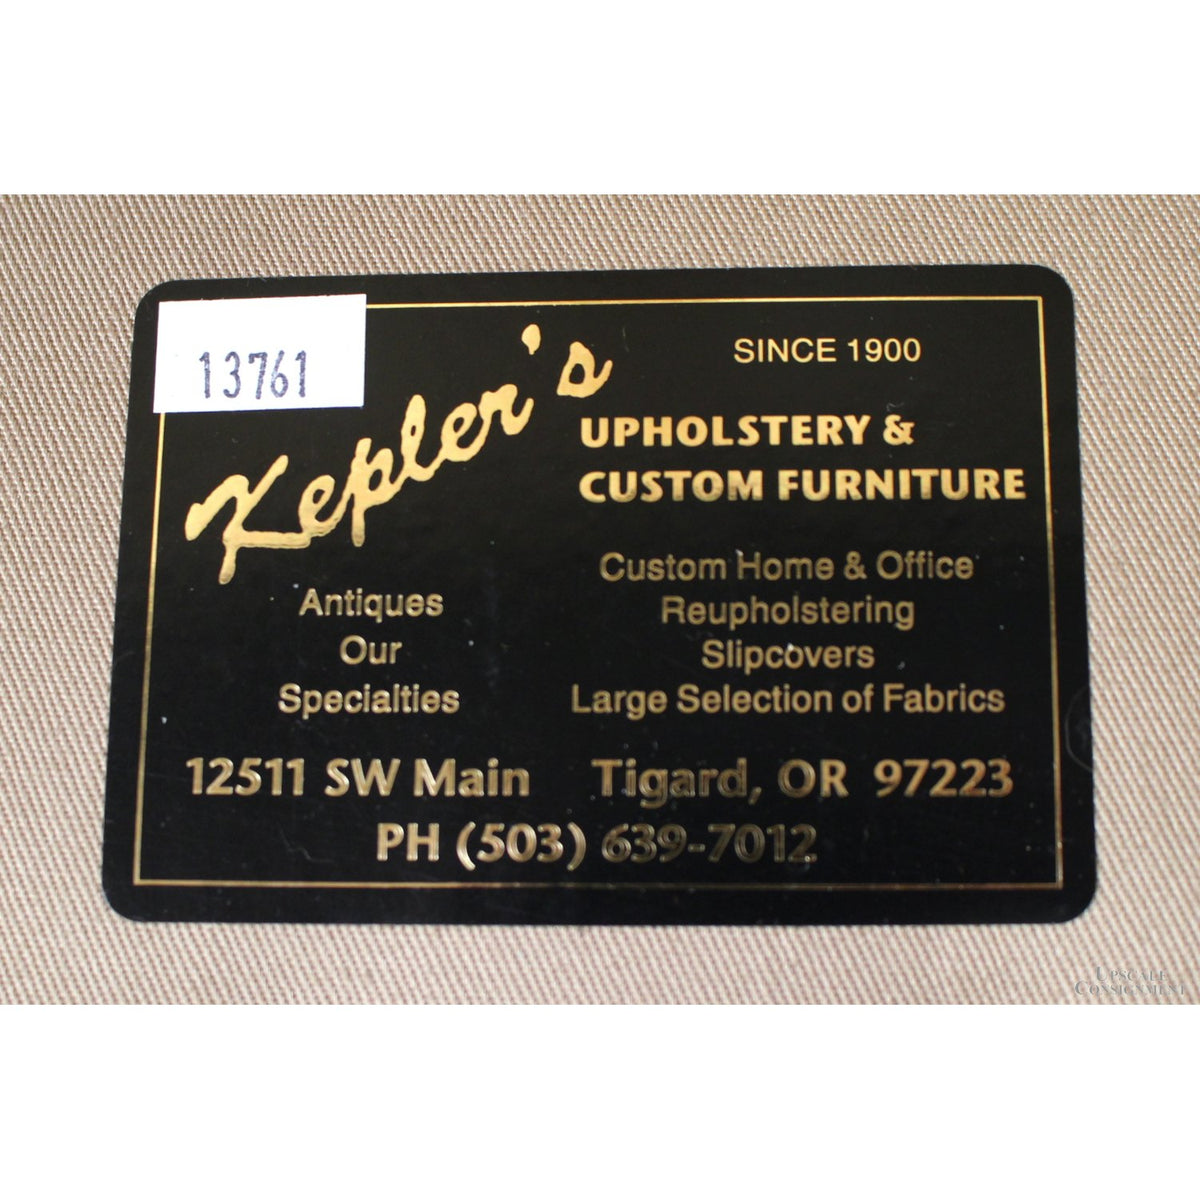 13761
Kepler's
SINCE 1900
UPHOLSTERY &
CUSTOM FURNITURE
Antiques
Our
Specialties
Custom Home & Office
Reupholstering
Slipcovers
Large Selection of Fabrics
12511 SW Main Tigard, OR 97223
PH (503) 639-7012
UPSCALE
CONSIGNMENT